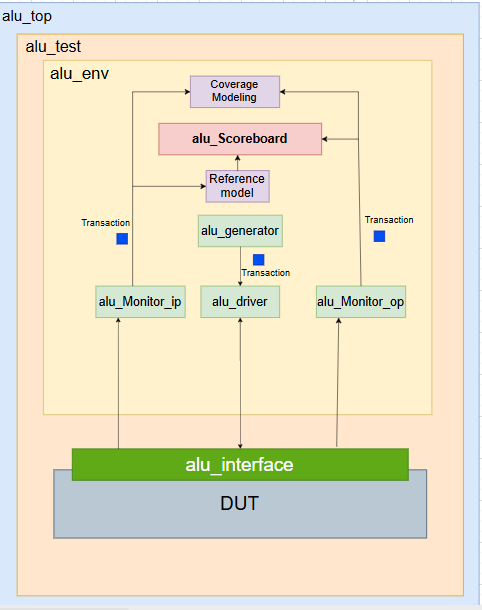 alu_top
alu_test
alu_env
Coverage
Modeling
alu_Scoreboard
Reference
model
Transaction
Transaction
alu_generator
Transaction
alu_Monitor_ip
alu_driver
alu_Monitor_op
alu_interface
DUT